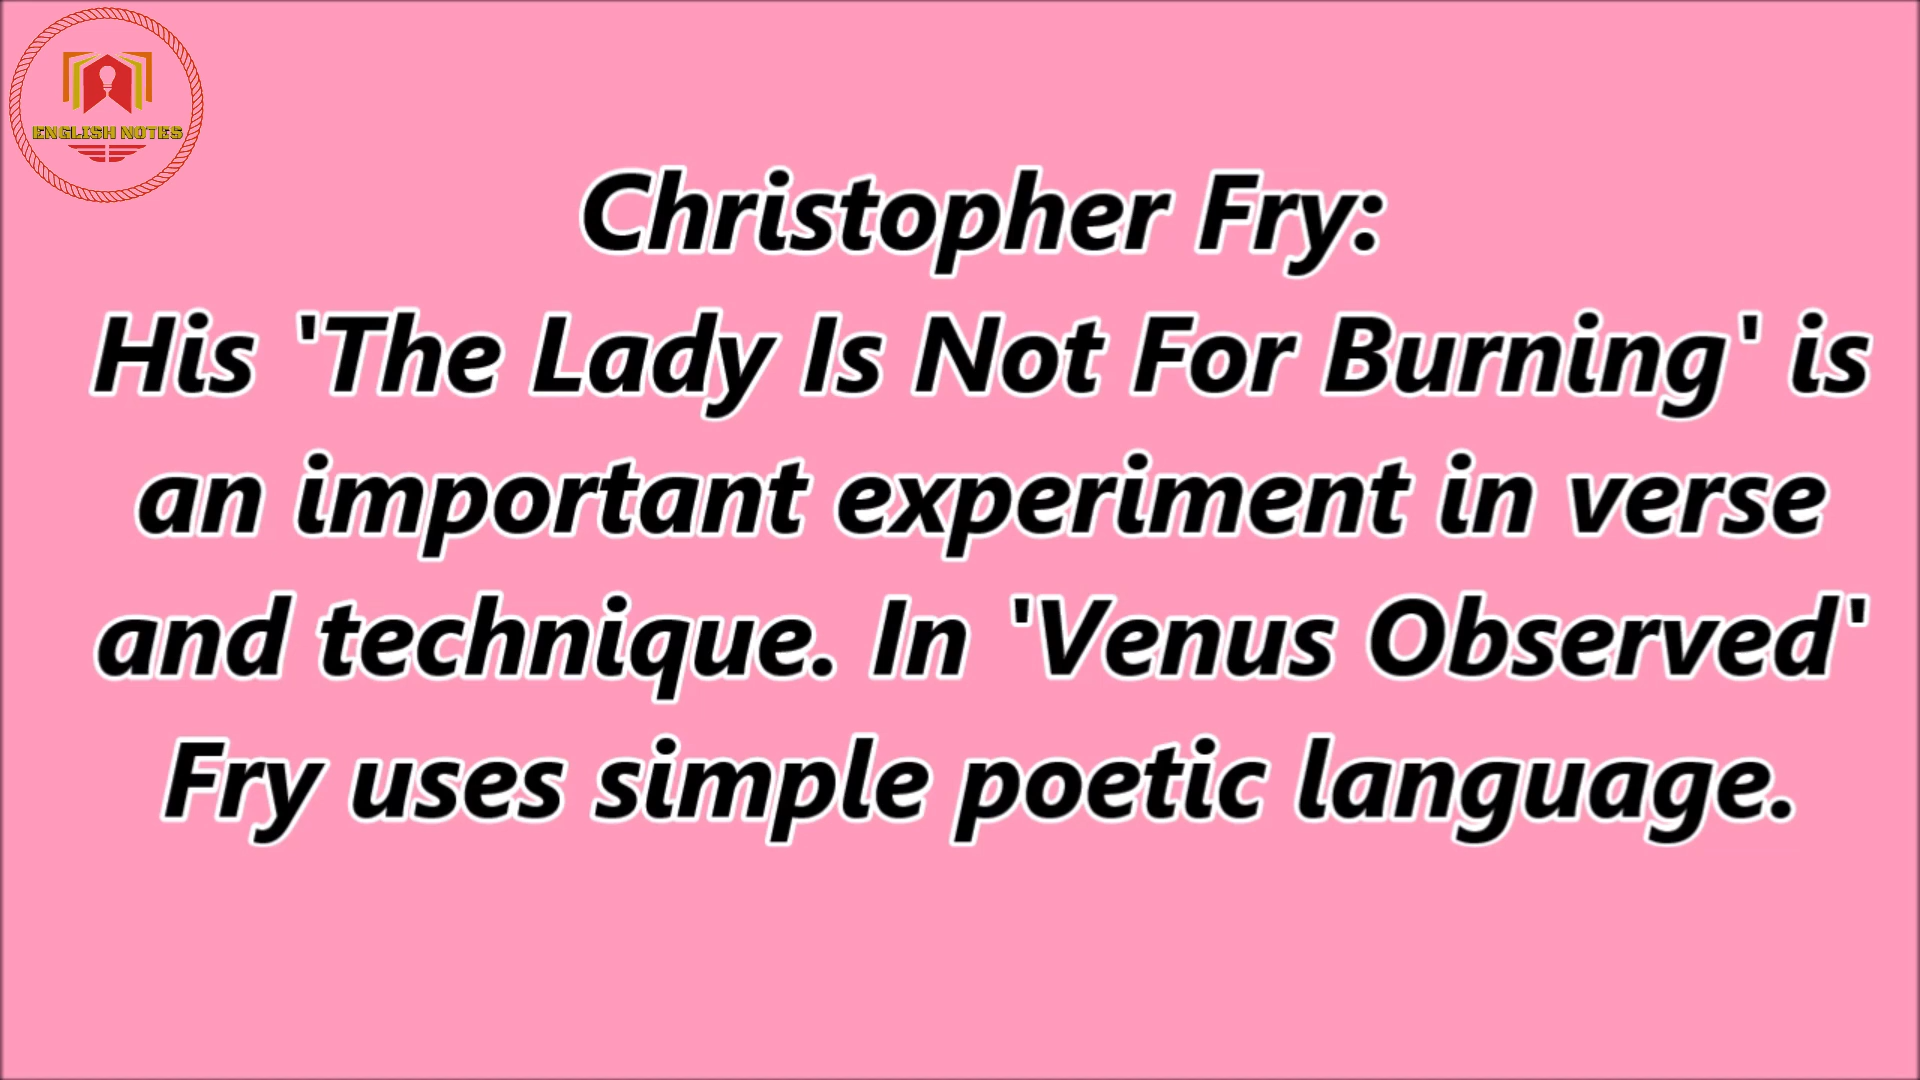 ENGLISH NOTES
Christopher Fry:
His 'The Lady Is Not For Burning' is
an important experiment in verse
and technique. In 'Venus Observed'
Fry uses simple poetic language.